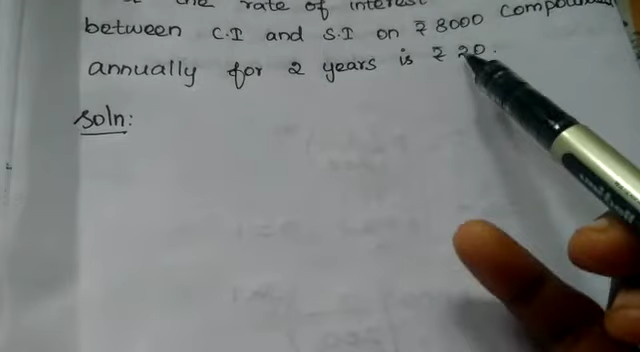 the rate of interest
between C.I and S.I on ₹ 8000 compounded
annually for 2 years is ₹ 20.
Soln: